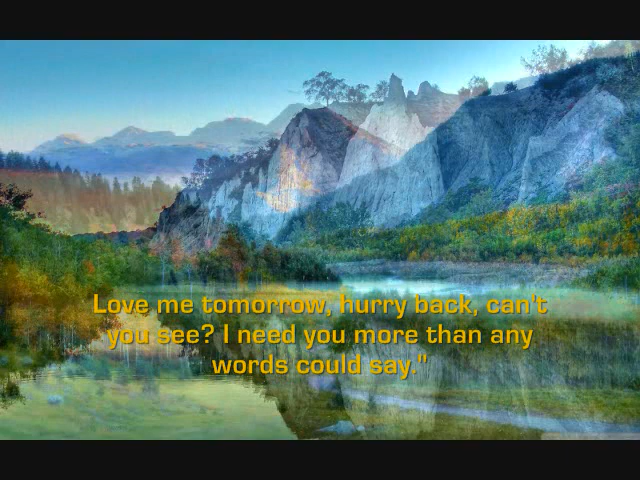 Love me tomorrow, hurry back, can't
you see? I need you more than any
words could say."